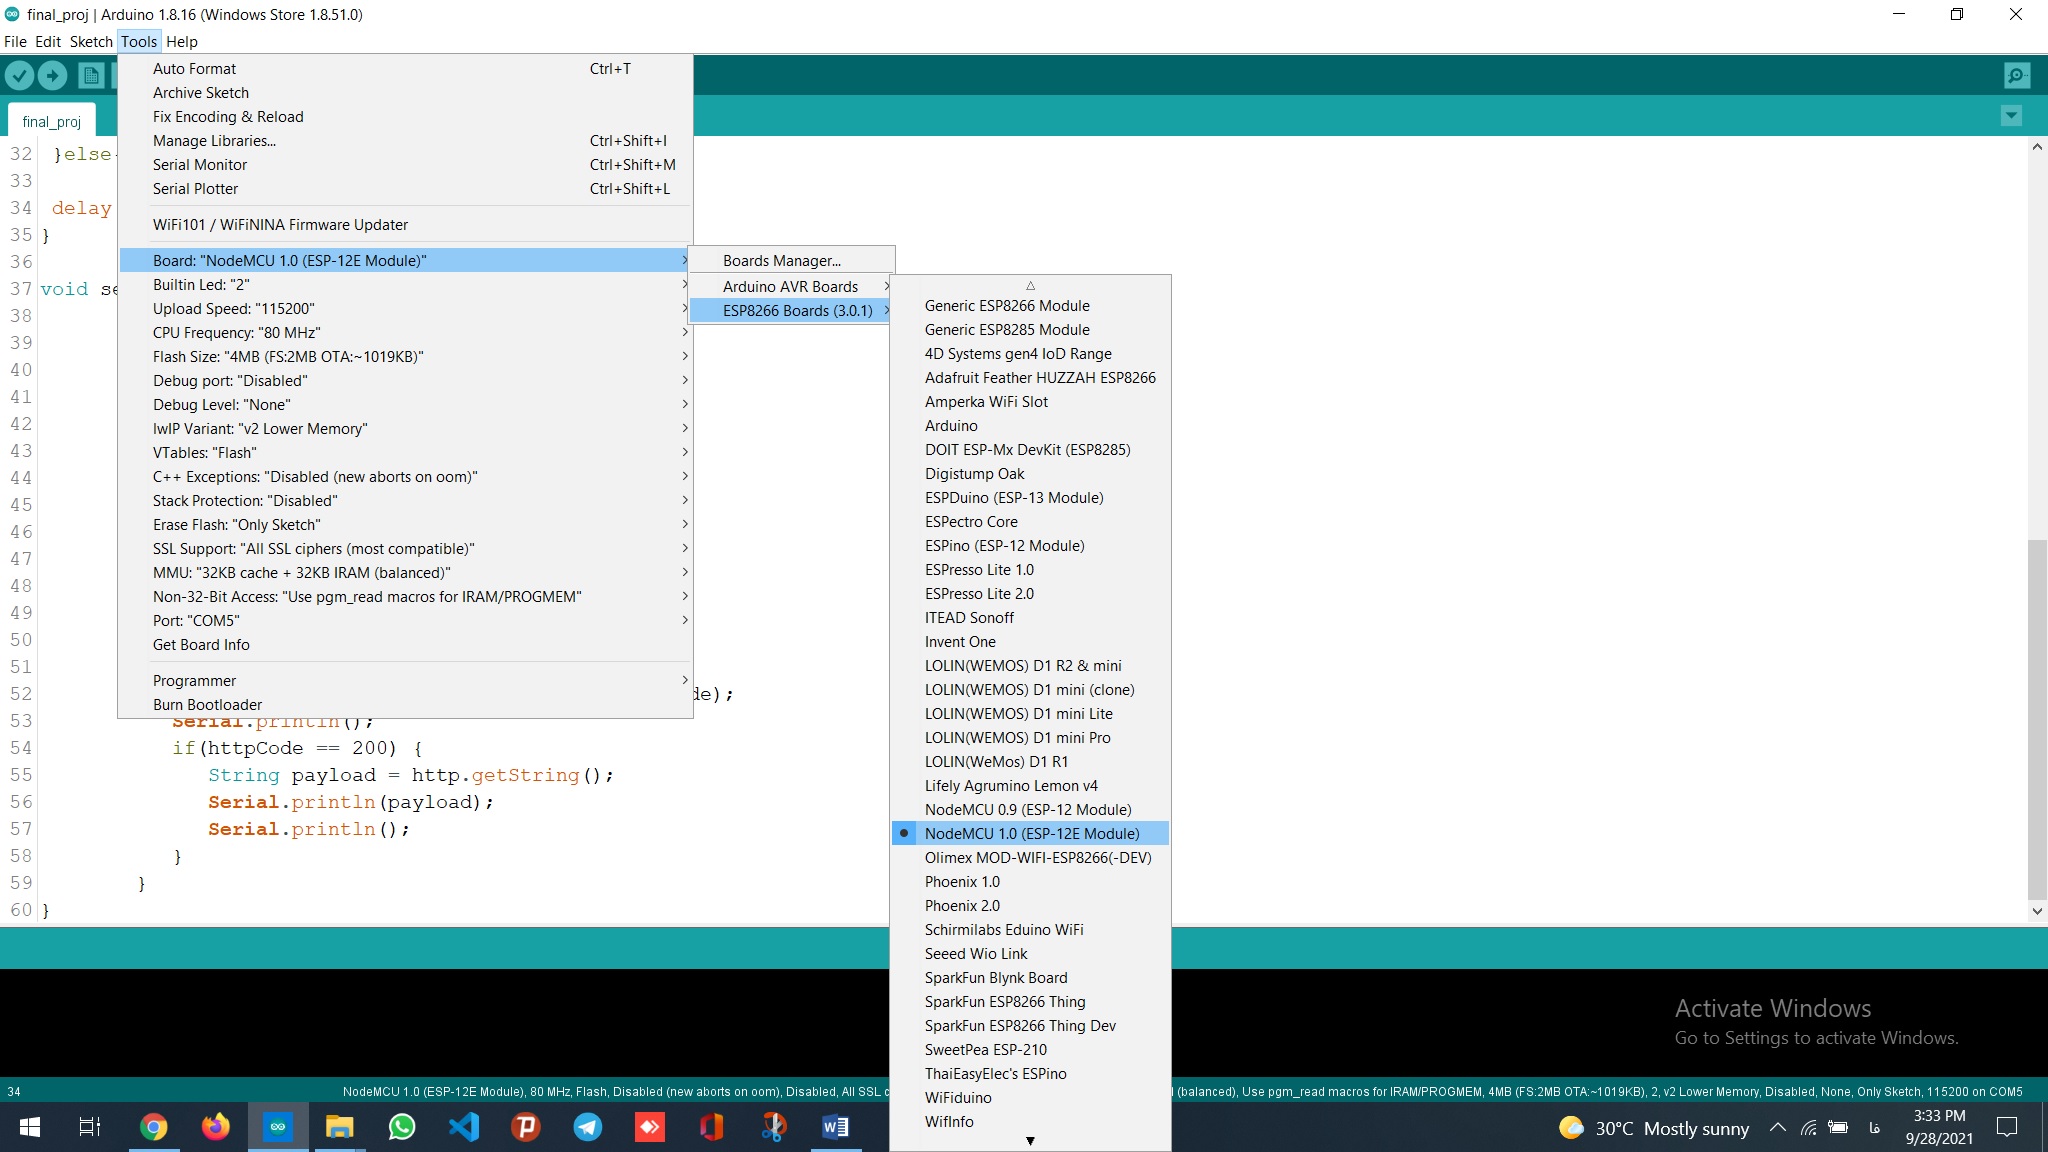 final_proj | Arduino 1.8.16 (Windows Store 1.8.51.0)
File Edit Sketch Tools Help
final_proj
Auto Format Ctrl+T
Archive Sketch
Fix Encoding & Reload
Manage Libraries... Ctrl+Shift+I
Serial Monitor Ctrl+Shift+M
Serial Plotter Ctrl+Shift+L
WiFi101 / WiFiNINA Firmware Updater
Board: "NodeMCU 1.0 (ESP-12E Module)"
Builtin Led: "2"
Upload Speed: "115200"
CPU Frequency: "80 MHz"
Flash Size: "4MB (FS:2MB OTA:~1019KB)"
Debug port: "Disabled"
Debug Level: "None"
lwIP Variant: "v2 Lower Memory"
VTables: "Flash"
C++ Exceptions: "Disabled (new aborts on oom)"
Stack Protection: "Disabled"
Erase Flash: "Only Sketch"
SSL Support: "All SSL ciphers (most compatible)"
MMU: "32KB cache + 32KB IRAM (balanced)"
Non-32-Bit Access: "Use pgm_read macros for IRAM/PROGMEM"
Port: "COM5"
Get Board Info
Programmer
Burn Bootloader
Boards Manager...
Arduino AVR Boards
ESP8266 Boards (3.0.1)
Generic ESP8266 Module
Generic ESP8285 Module
4D Systems gen4 IoD Range
Adafruit Feather HUZZAH ESP8266
Amperka WiFi Slot
Arduino
DOIT ESP-Mx DevKit (ESP8285)
Digistump Oak
ESPDuino (ESP-13 Module)
ESPectro Core
ESPino (ESP-12 Module)
ESPresso Lite 1.0
ESPresso Lite 2.0
ITEAD Sonoff
Invent One
LOLIN(WEMOS) D1 R2 & mini
LOLIN(WEMOS) D1 mini (clone)
LOLIN(WEMOS) D1 mini Lite
LOLIN(WEMOS) D1 mini Pro
LOLIN(WeMos) D1 R1
Lifely Agrumino Lemon v4
NodeMCU 0.9 (ESP-12 Module)
NodeMCU 1.0 (ESP-12E Module)
Olimex MOD-WIFI-ESP8266(-DEV)
Phoenix 1.0
Phoenix 2.0
Schirmilabs Eduino WiFi
Seeed Wio Link
SparkFun Blynk Board
SparkFun ESP8266 Thing
SparkFun ESP8266 Thing Dev
SweetPea ESP-210
ThaiEasyElec's ESPino
WiFiduino
WifInfo
32 }else
33
34 delay
35 }
36
37 void se
38
39
40
41
42
43
44
45
46
47
48
49
50
51
52 de);
53 Serial.println();
54 if(httpCode == 200) {
55 String payload = http.getString();
56 Serial.println(payload);
57 Serial.println();
58 }
59 }
60 }
Activate Windows
Go to Settings to activate Windows.
34
NodeMCU 1.0 (ESP-12E Module), 80 MHz, Flash, Disabled (new aborts on oom), Disabled, All SSL (balanced), Use pgm_read macros for IRAM/PROGMEM, 4MB (FS:2MB OTA:~1019KB), 2, v2 Lower Memory, Disabled, None, Only Sketch, 115200 on COM5
30°C Mostly sunny
فا
3:33 PM
9/28/2021